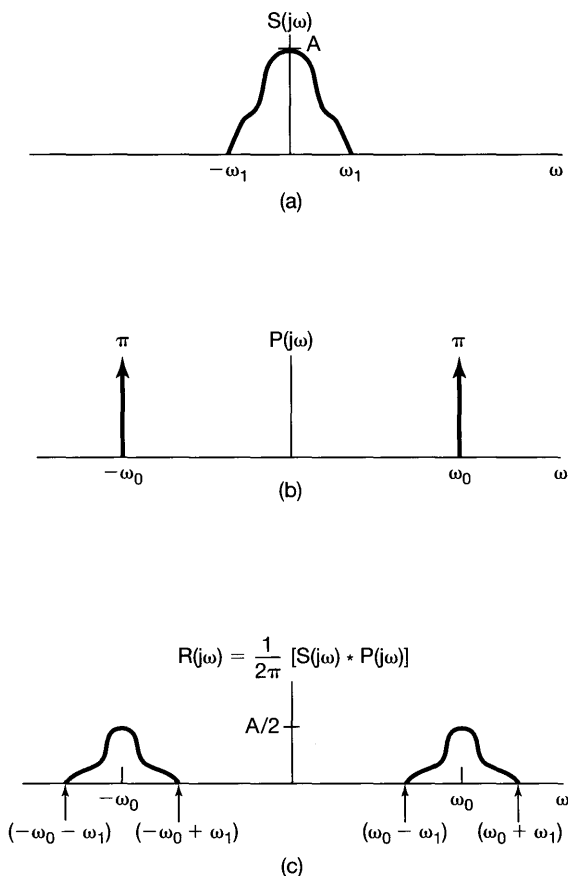 S(jω)
A
−ω₁ ω₁ ω
(a)
π P(jω) π
−ω₀ ω₀ ω
(b)
R(jω) = 1/2π [S(jω) * P(jω)]
A/2
−ω₀ ω₀ ω
(−ω₀ − ω₁) (−ω₀ + ω₁) (ω₀ − ω₁) (ω₀ + ω₁)
(c)